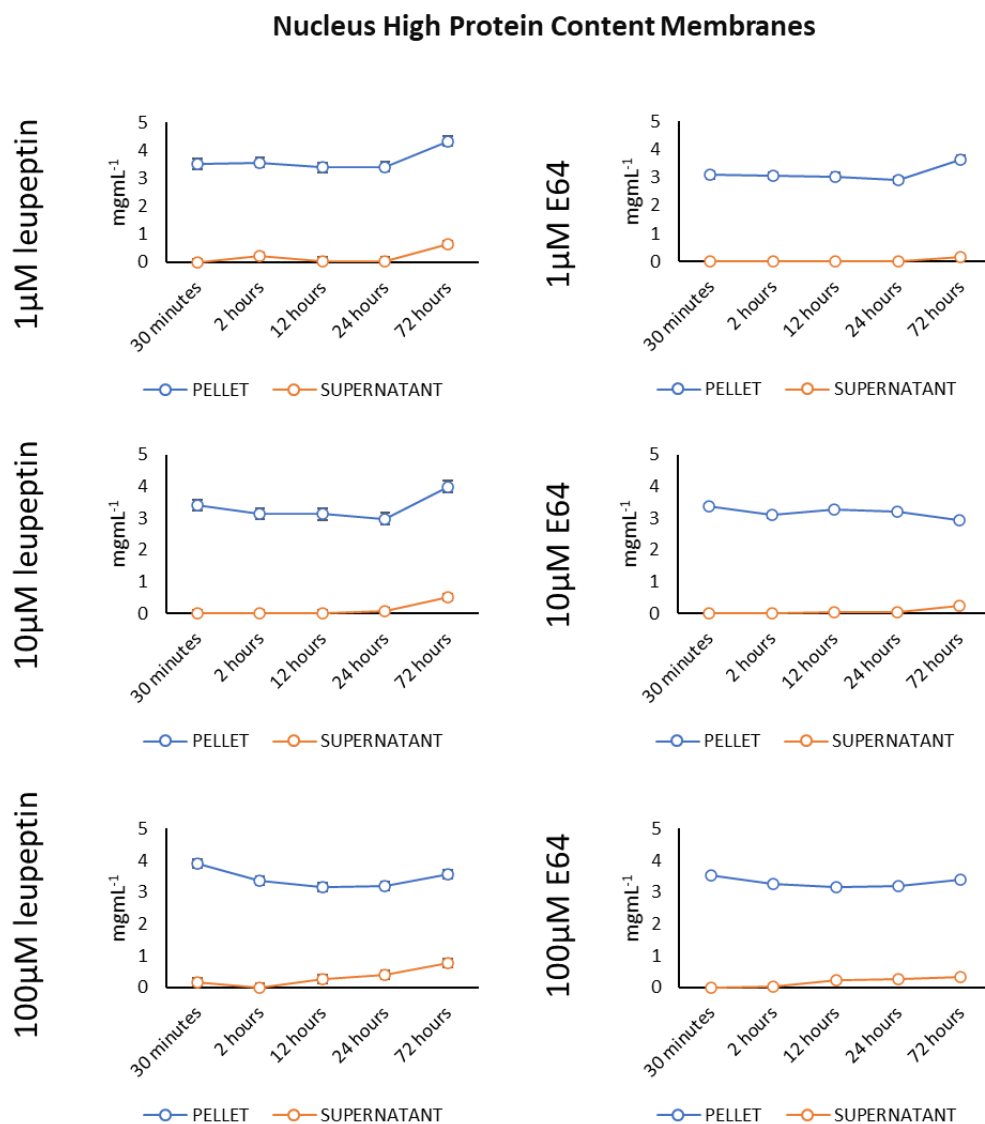 Nucleus High Protein Content Membranes
1µM leupeptin
mgmL-1
5
4
3
2
1
0
30 minutes
2 hours
12 hours
24 hours
72 hours
PELLET
SUPERNATANT
1µM E64
mgmL-1
5
4
3
2
1
0
30 minutes
2 hours
12 hours
24 hours
72 hours
PELLET
SUPERNATANT
10µM leupeptin
mgmL-1
5
4
3
2
1
0
30 minutes
2 hours
12 hours
24 hours
72 hours
PELLET
SUPERNATANT
10µM E64
mgmL-1
5
4
3
2
1
0
30 minutes
2 hours
12 hours
24 hours
72 hours
PELLET
SUPERNATANT
100µM leupeptin
mgmL-1
5
4
3
2
1
0
30 minutes
2 hours
12 hours
24 hours
72 hours
PELLET
SUPERNATANT
100µM E64
mgmL-1
5
4
3
2
1
0
30 minutes
2 hours
12 hours
24 hours
72 hours
PELLET
SUPERNATANT